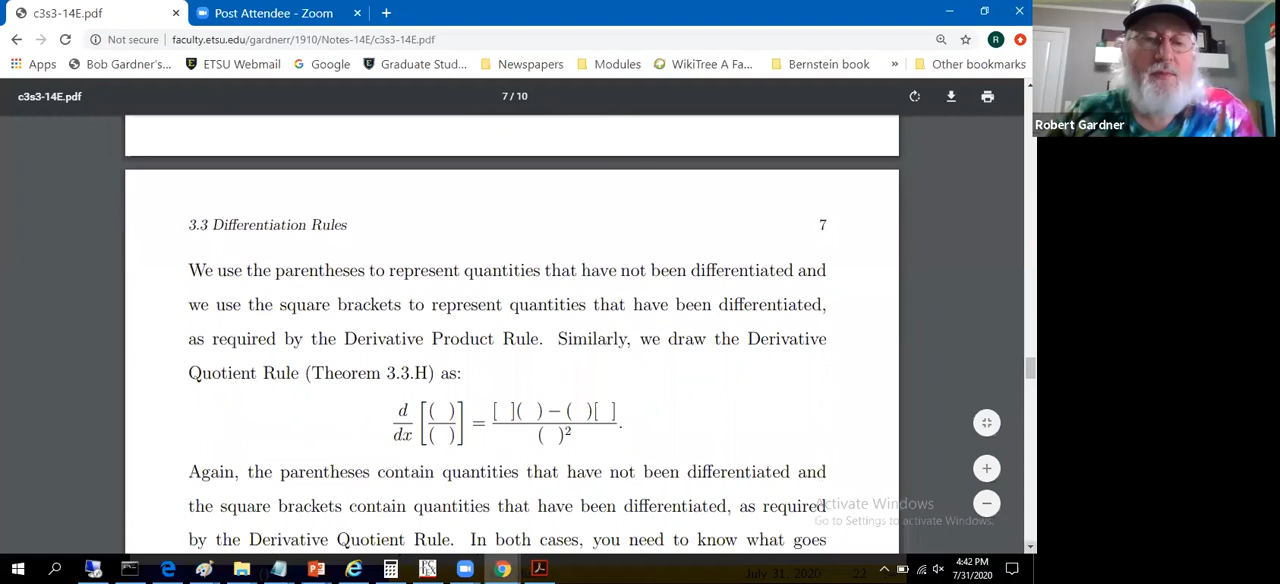 c3s3-14E.pdf
Post Attendee - Zoom
Not secure | faculty.etsu.edu/gardnerr/1910/Notes-14E/c3s3-14E.pdf
R
Apps Bob Gardner's... ETSU Webmail Google Graduate Stud... Newspapers Modules WikiTree A Fa... Bernstein book » Other bookmarks
c3s3-14E.pdf 7 / 10
Robert Gardner
3.3 Differentiation Rules 7
We use the parentheses to represent quantities that have not been differentiated and
we use the square brackets to represent quantities that have been differentiated,
as required by the Derivative Product Rule. Similarly, we draw the Derivative
Quotient Rule (Theorem 3.3.H) as:
d/dx [( )/( )] = ([ ]( ) − ( )[ ])/( )².
Again, the parentheses contain quantities that have not been differentiated and
the square brackets contain quantities that have been differentiated, as required
by the Derivative Quotient Rule. In both cases, you need to know what goes
Activate Windows
Go to Settings to activate Windows.
4:42 PM
7/31/2020